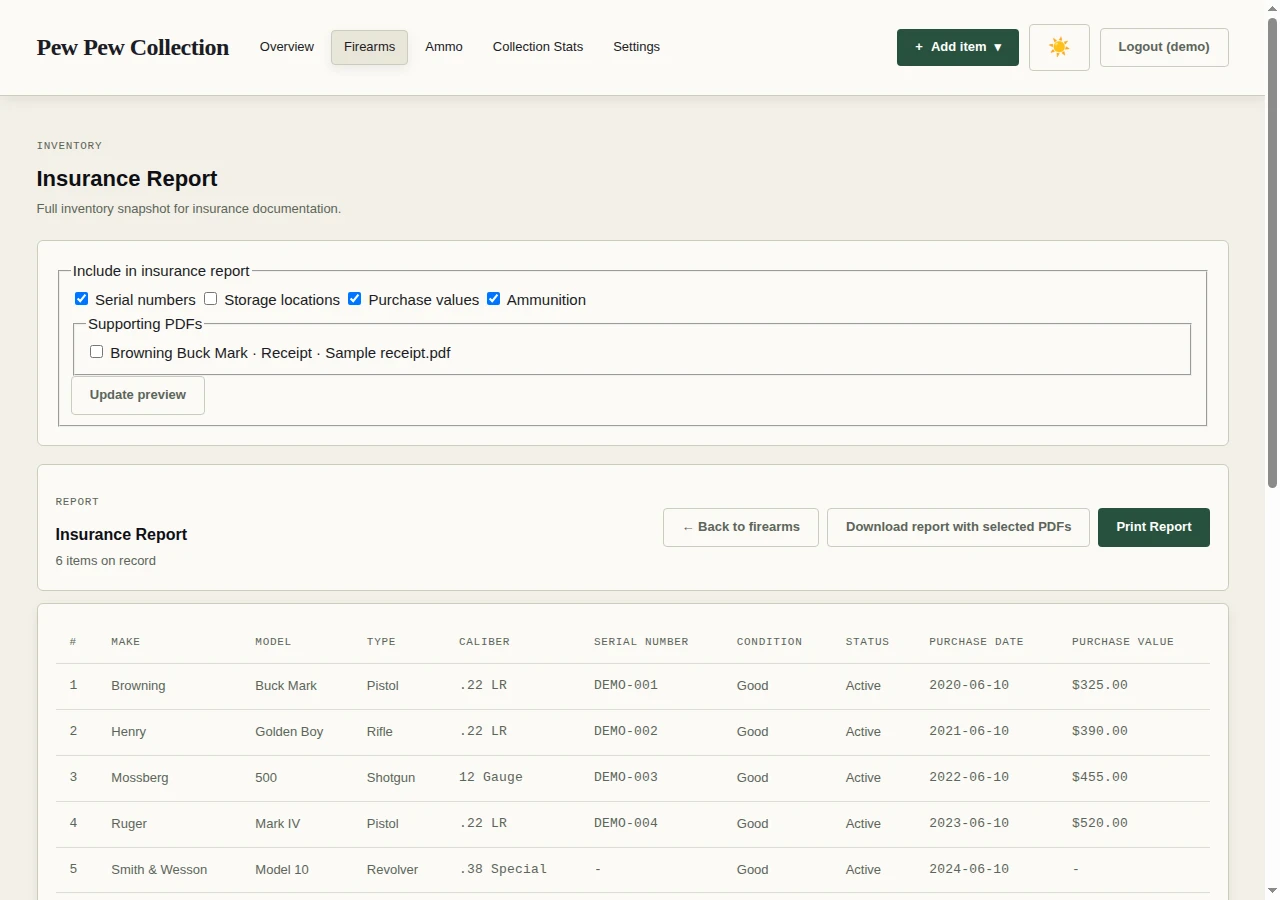 Pew Pew Collection Overview Firearms Ammo Collection Stats Settings + Add item ▼ Logout (demo)
INVENTORY
Insurance Report
Full inventory snapshot for insurance documentation.
Include in insurance report
Serial numbers Storage locations Purchase values Ammunition
Supporting PDFs
Browning Buck Mark · Receipt · Sample receipt.pdf
Update preview
REPORT
Insurance Report
6 items on record
← Back to firearms Download report with selected PDFs Print Report
# MAKE MODEL TYPE CALIBER SERIAL NUMBER CONDITION STATUS PURCHASE DATE PURCHASE VALUE
1 Browning Buck Mark Pistol .22 LR DEMO-001 Good Active 2020-06-10 $325.00
2 Henry Golden Boy Rifle .22 LR DEMO-002 Good Active 2021-06-10 $390.00
3 Mossberg 500 Shotgun 12 Gauge DEMO-003 Good Active 2022-06-10 $455.00
4 Ruger Mark IV Pistol .22 LR DEMO-004 Good Active 2023-06-10 $520.00
5 Smith & Wesson Model 10 Revolver .38 Special - Good Active 2024-06-10 -